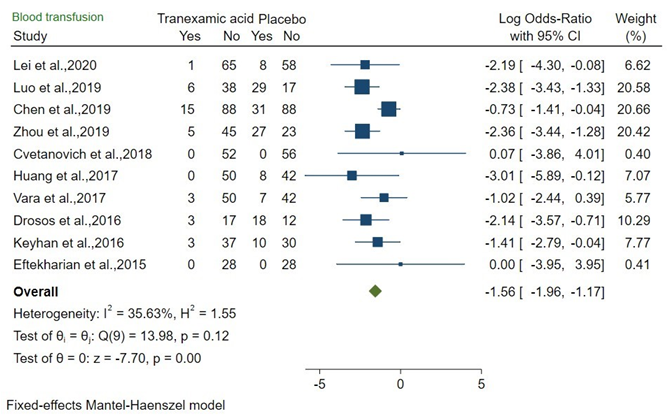 Blood transfusion
Tranexamic acid Placebo Log Odds-Ratio Weight
Study Yes No Yes No with 95% CI (%)
Lei et al.,2020 1 65 8 58 -2.19 [ -4.30, -0.08] 6.62
Luo et al.,2019 6 38 29 17 -2.38 [ -3.43, -1.33] 20.58
Chen et al.,2019 15 88 31 88 -0.73 [ -1.41, -0.04] 20.66
Zhou et al.,2019 5 45 27 23 -2.36 [ -3.44, -1.28] 20.42
Cvetanovich et al.,2018 0 52 0 56 0.07 [ -3.86, 4.01] 0.40
Huang et al.,2017 0 50 8 42 -3.01 [ -5.89, -0.12] 7.07
Vara et al.,2017 3 50 7 42 -1.02 [ -2.44, 0.39] 5.77
Drosos et al.,2016 3 17 18 12 -2.14 [ -3.57, -0.71] 10.29
Keyhan et al.,2016 3 37 10 30 -1.41 [ -2.79, -0.04] 7.77
Eftekharian et al.,2015 0 28 0 28 0.00 [ -3.95, 3.95] 0.41
Overall -1.56 [ -1.96, -1.17]
Heterogeneity: I² = 35.63%, H² = 1.55
Test of θi = θj: Q(9) = 13.98, p = 0.12
Test of θ = 0: z = -7.70, p = 0.00
-5 0 5
Fixed-effects Mantel-Haenszel model